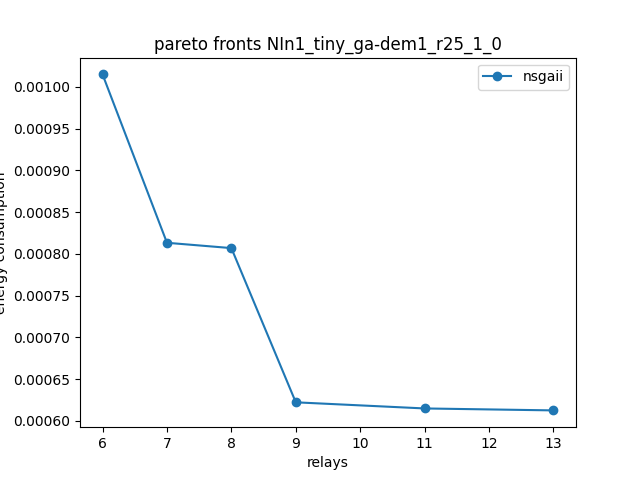 pareto fronts NIn1_tiny_ga-dem1_r25_1_0
nsgaii
0.00100
0.00095
0.00090
0.00085
0.00080
0.00075
0.00070
0.00065
0.00060
energy consumption
6 7 8 9 10 11 12 13
relays